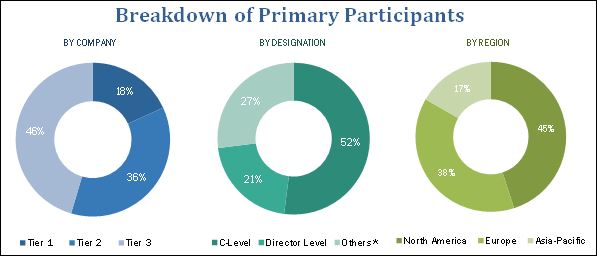 Breakdown of Primary Participants
BY COMPANY
18%
36%
46%
Tier 1 Tier 2 Tier 3
BY DESIGNATION
52%
21%
27%
C-Level Director Level Others*
BY REGION
45%
38%
17%
North America Europe Asia-Pacific